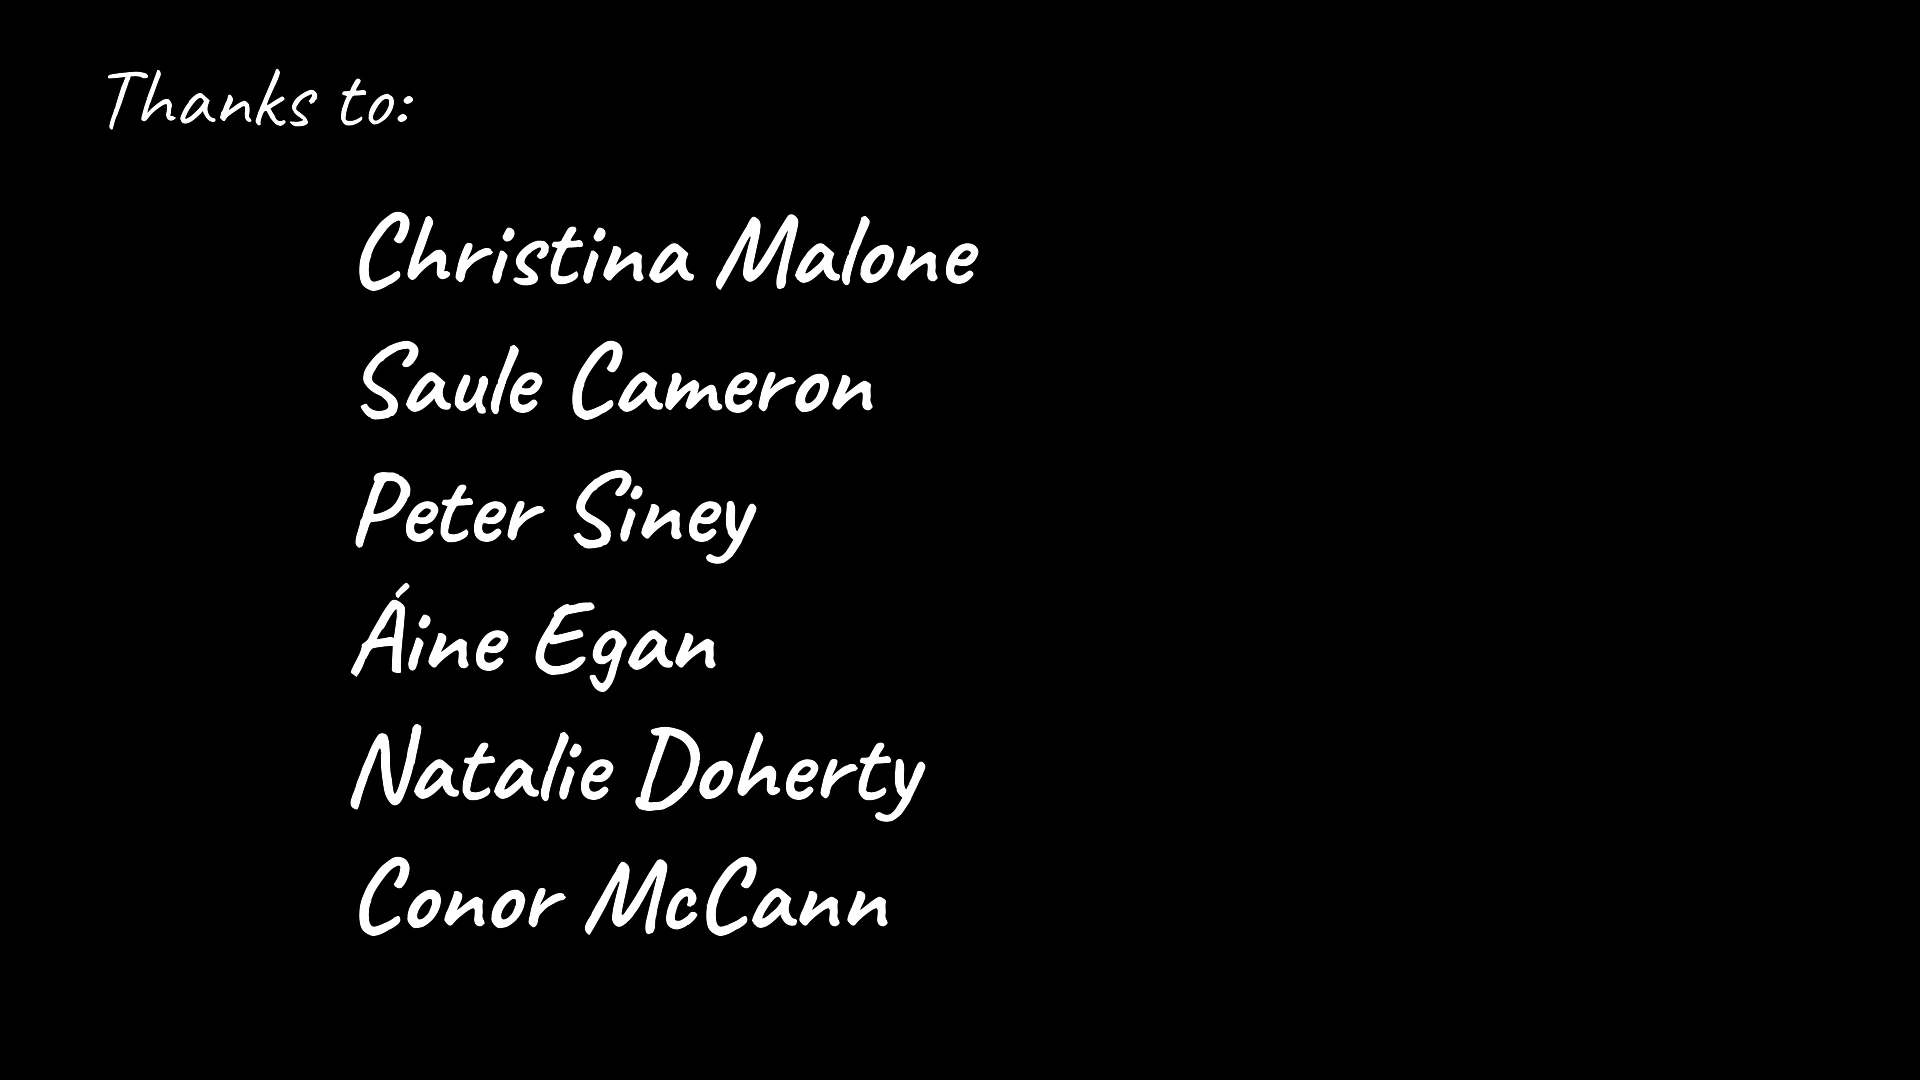 Thanks to:
Christina Malone
Saule Cameron
Peter Siney
Áine Egan
Natalie Doherty
Conor McCann